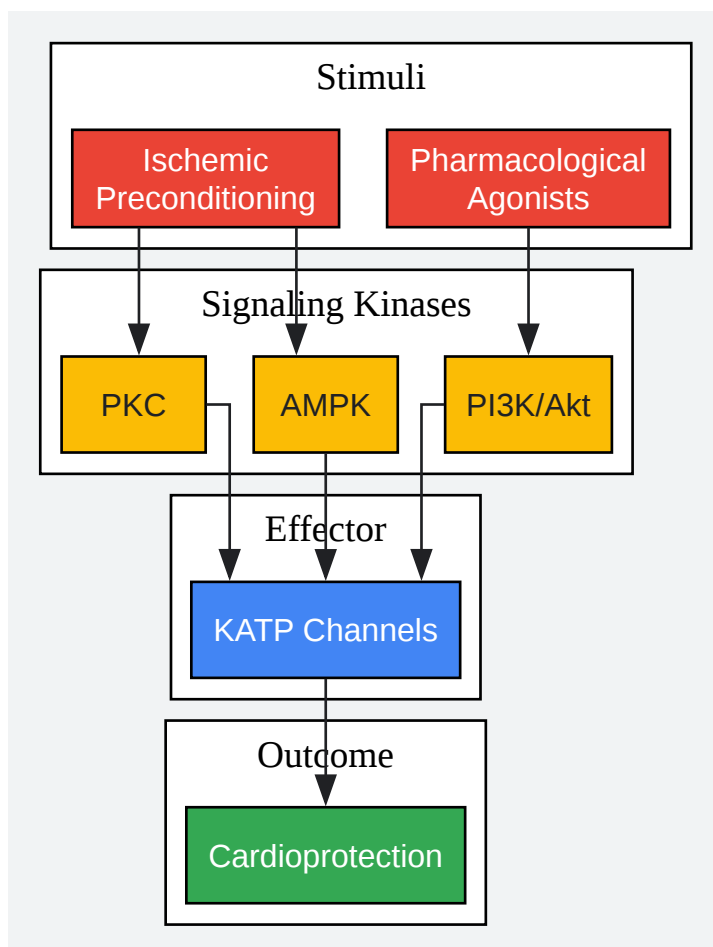 Stimuli
Ischemic
Preconditioning
Pharmacological
Agonists
Signaling Kinases
PKC
AMPK
PI3K/Akt
Effector
KATP Channels
Outcome
Cardioprotection